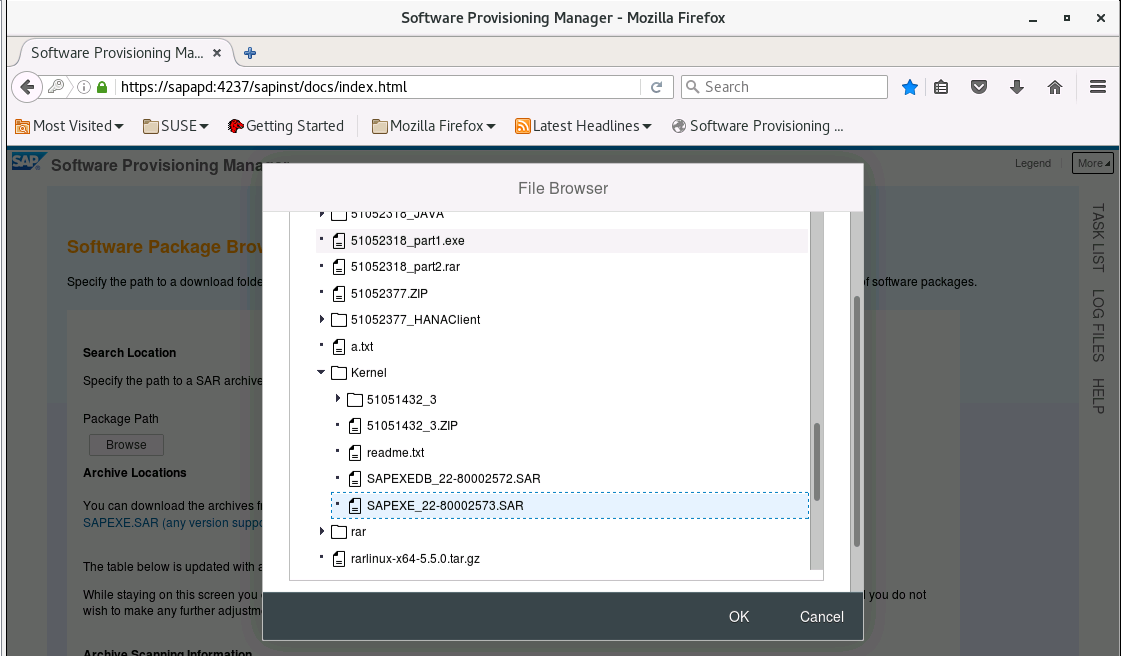 Software Provisioning Manager - Mozilla Firefox
Software Provisioning Ma...
https://sapapd:4237/sapinst/docs/index.html
Search
Most Visited
SUSE
Getting Started
Mozilla Firefox
Latest Headlines
Software Provisioning ...
SAP
Software Provisioning Manager
Legend
More
File Browser
TASK LIST
LOG FILES
HELP
Software Package Brow
Specify the path to a download folde
f software packages.
Search Location
Specify the path to a SAR archive
Package Path
Browse
Archive Locations
You can download the archives f
SAPEXE.SAR (any version suppo
The table below is updated with a
While staying on this screen you
d you do not
wish to make any further adjustm
Archive Scanning Information
51052318_JAVA
51052318_part1.exe
51052318_part2.rar
51052377.ZIP
51052377_HANAClient
a.txt
Kernel
51051432_3
51051432_3.ZIP
readme.txt
SAPEXEDB_22-80002572.SAR
SAPEXE_22-80002573.SAR
rar
rarlinux-x64-5.5.0.tar.gz
OK
Cancel